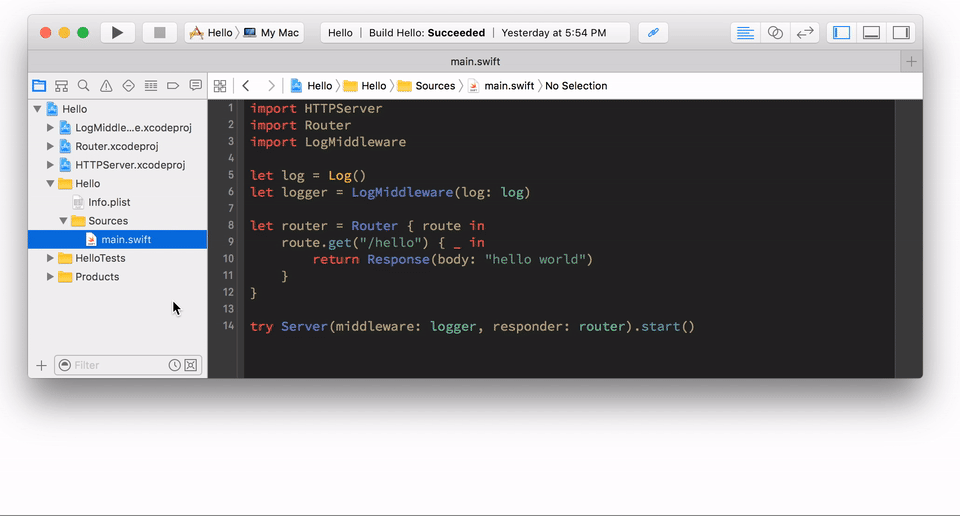 Hello My Mac Hello | Build Hello: Succeeded | Yesterday at 5:54 PM
main.swift
Hello Hello Sources main.swift No Selection
Hello
LogMiddle...e.xcodeproj
Router.xcodeproj
HTTPServer.xcodeproj
Hello
Info.plist
Sources
main.swift
HelloTests
Products
Filter
1 import HTTPServer
2 import Router
3 import LogMiddleware
4
5 let log = Log()
6 let logger = LogMiddleware(log: log)
7
8 let router = Router { route in
9     route.get("/hello") { _ in
10         return Response(body: "hello world")
11     }
12 }
13
14 try Server(middleware: logger, responder: router).start()